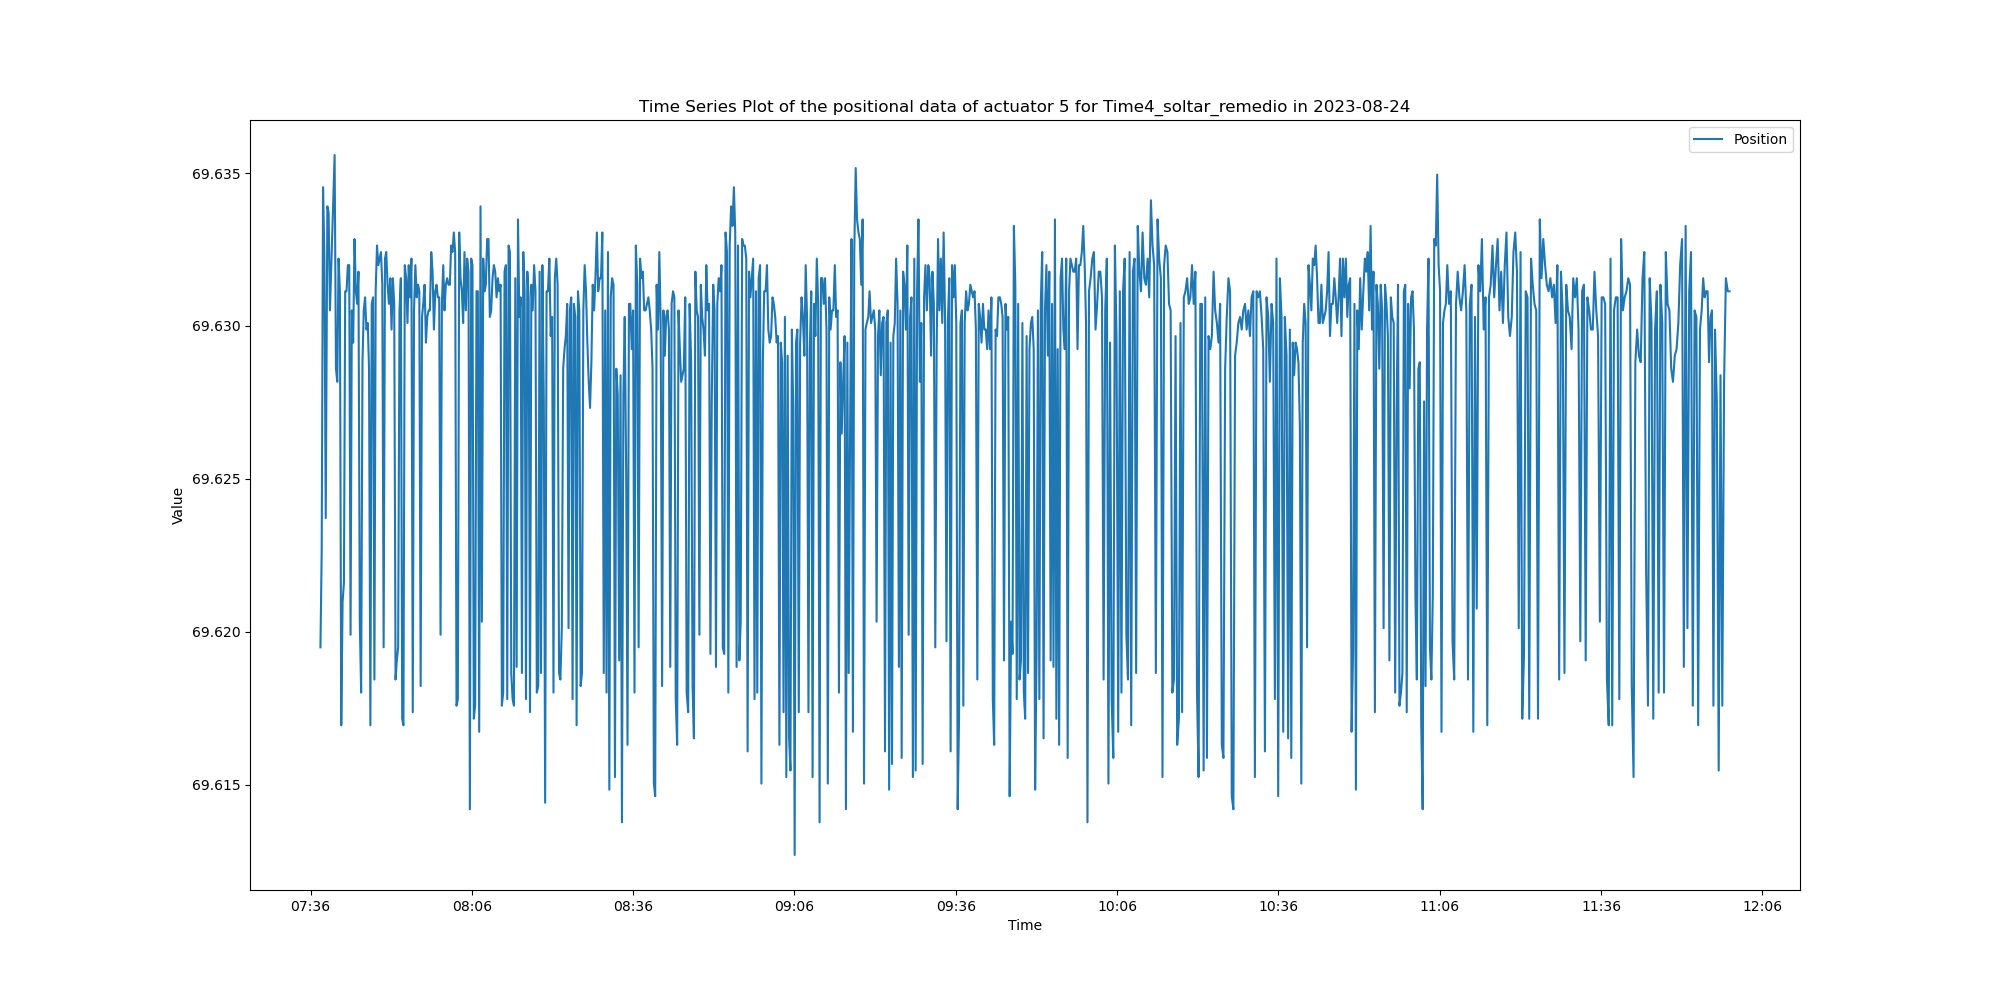 Time Series Plot of the positional data of actuator 5 for Time4_soltar_remedio in 2023-08-24
Position
69.635
69.630
69.625
69.620
69.615
Value
07:36 08:06 08:36 09:06 09:36 10:06 10:36 11:06 11:36 12:06
Time